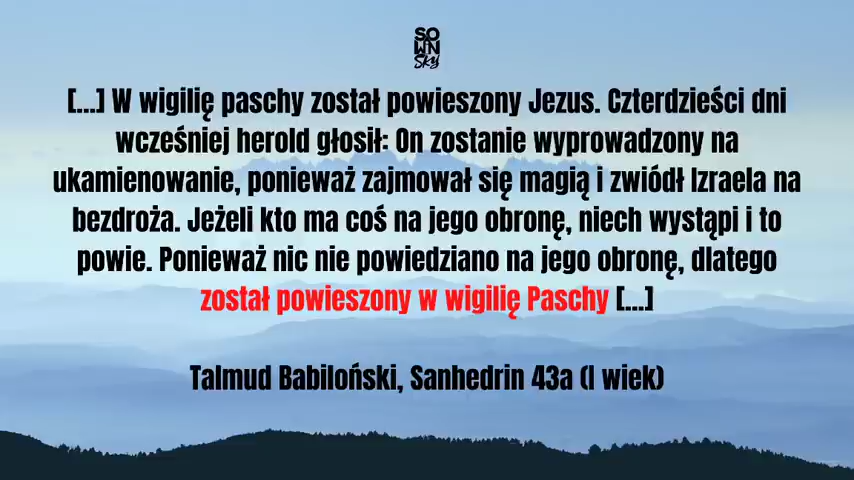 SO
WN
Sky
[...] W wigilię paschy został powieszony Jezus. Czterdzieści dni
wcześniej herold głosił: On zostanie wyprowadzony na
ukamienowanie, ponieważ zajmował się magią i zwiódł Izraela na
bezdroża. Jeżeli kto ma coś na jego obronę, niech wystąpi i to
powie. Ponieważ nic nie powiedziano na jego obronę, dlatego
został powieszony w wigilię Paschy [...]
Talmud Babiloński, Sanhedrin 43a (I wiek)